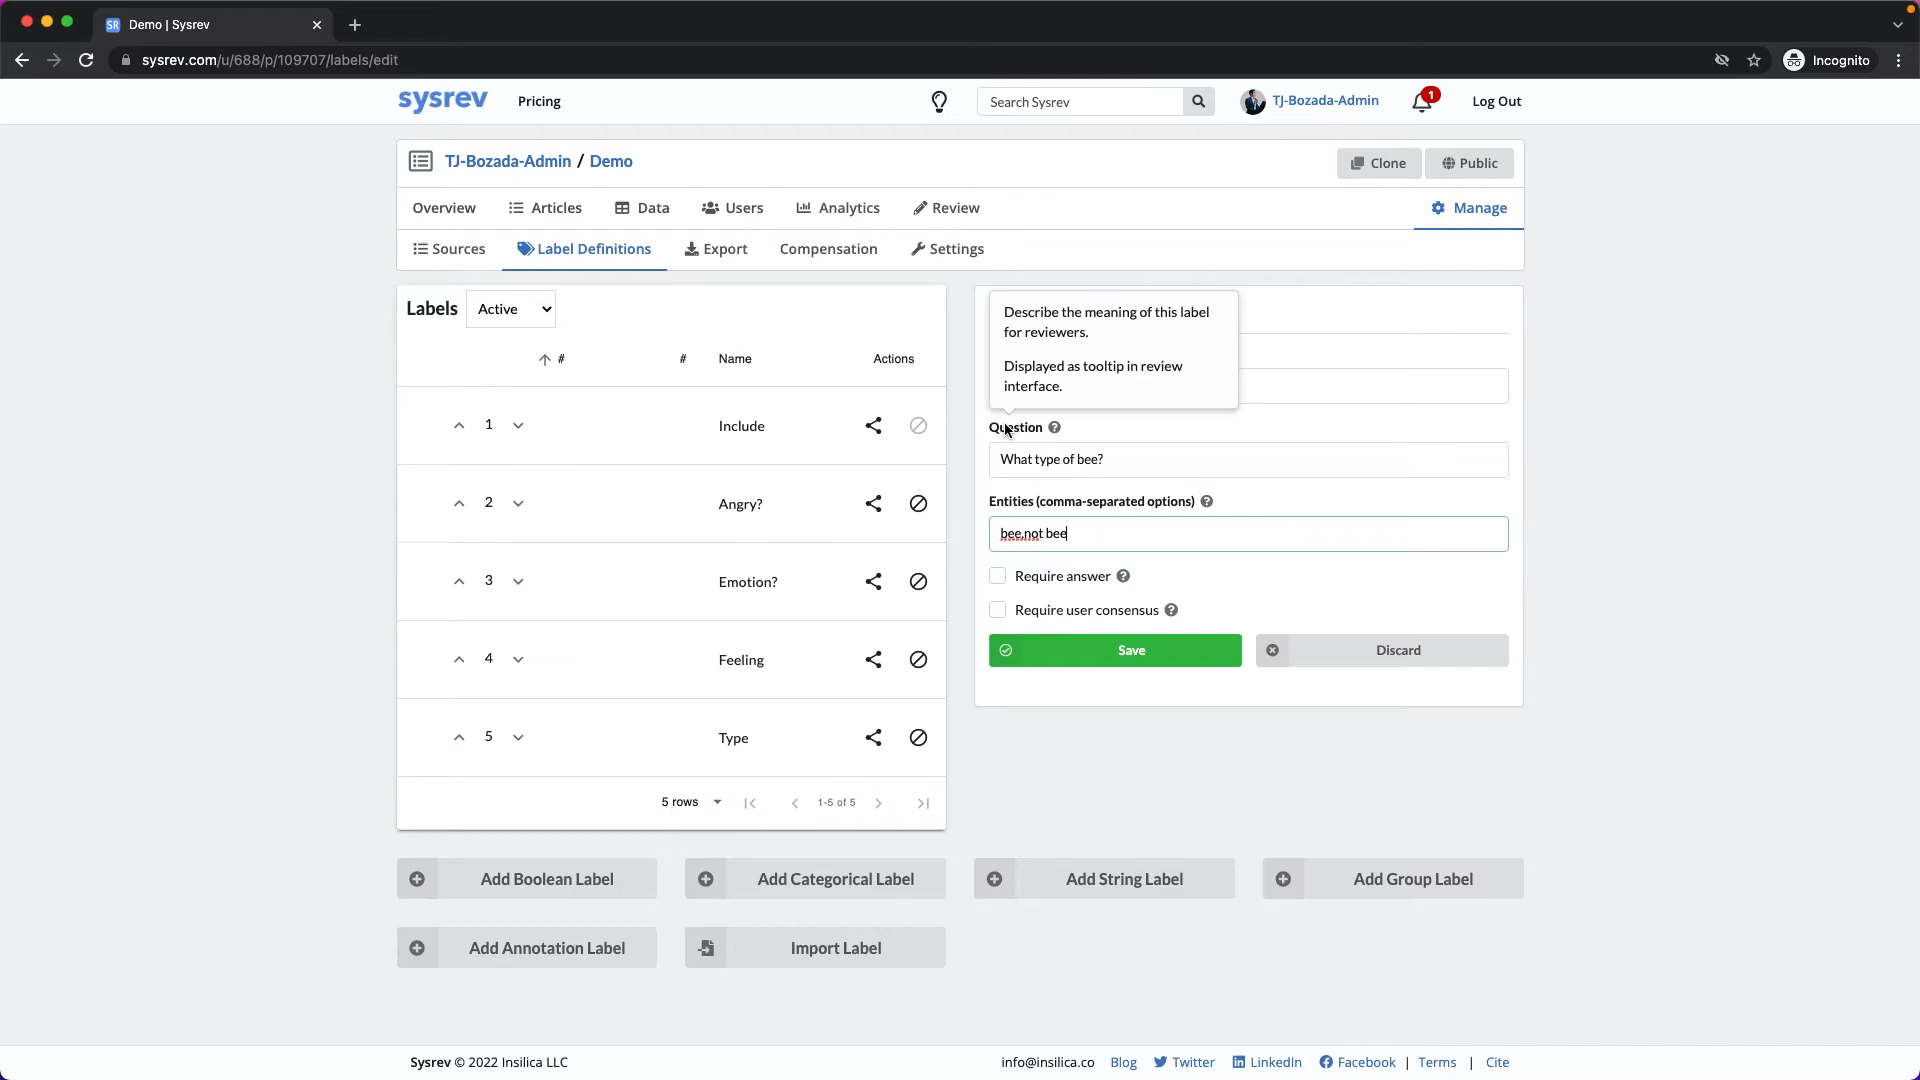 SR Demo | Sysrev
sysrev.com/u/688/p/109707/labels/edit
Incognito
sysrev Pricing
Search Sysrev
TJ-Bozada-Admin
1
Log Out
TJ-Bozada-Admin / Demo
Clone
Public
Overview
Articles
Data
Users
Analytics
Review
Manage
Sources
Label Definitions
Export
Compensation
Settings
Labels
Active
# # Name Actions
1 Include
2 Angry?
3 Emotion?
4 Feeling
5 Type
5 rows 1-5 of 5
Describe the meaning of this label
for reviewers.
Displayed as tooltip in review
interface.
Question
What type of bee?
Entities (comma-separated options)
bee,not bee
Require answer
Require user consensus
Save
Discard
Add Boolean Label
Add Categorical Label
Add String Label
Add Group Label
Add Annotation Label
Import Label
Sysrev © 2022 Insilica LLC
info@insilica.co Blog Twitter LinkedIn Facebook | Terms | Cite